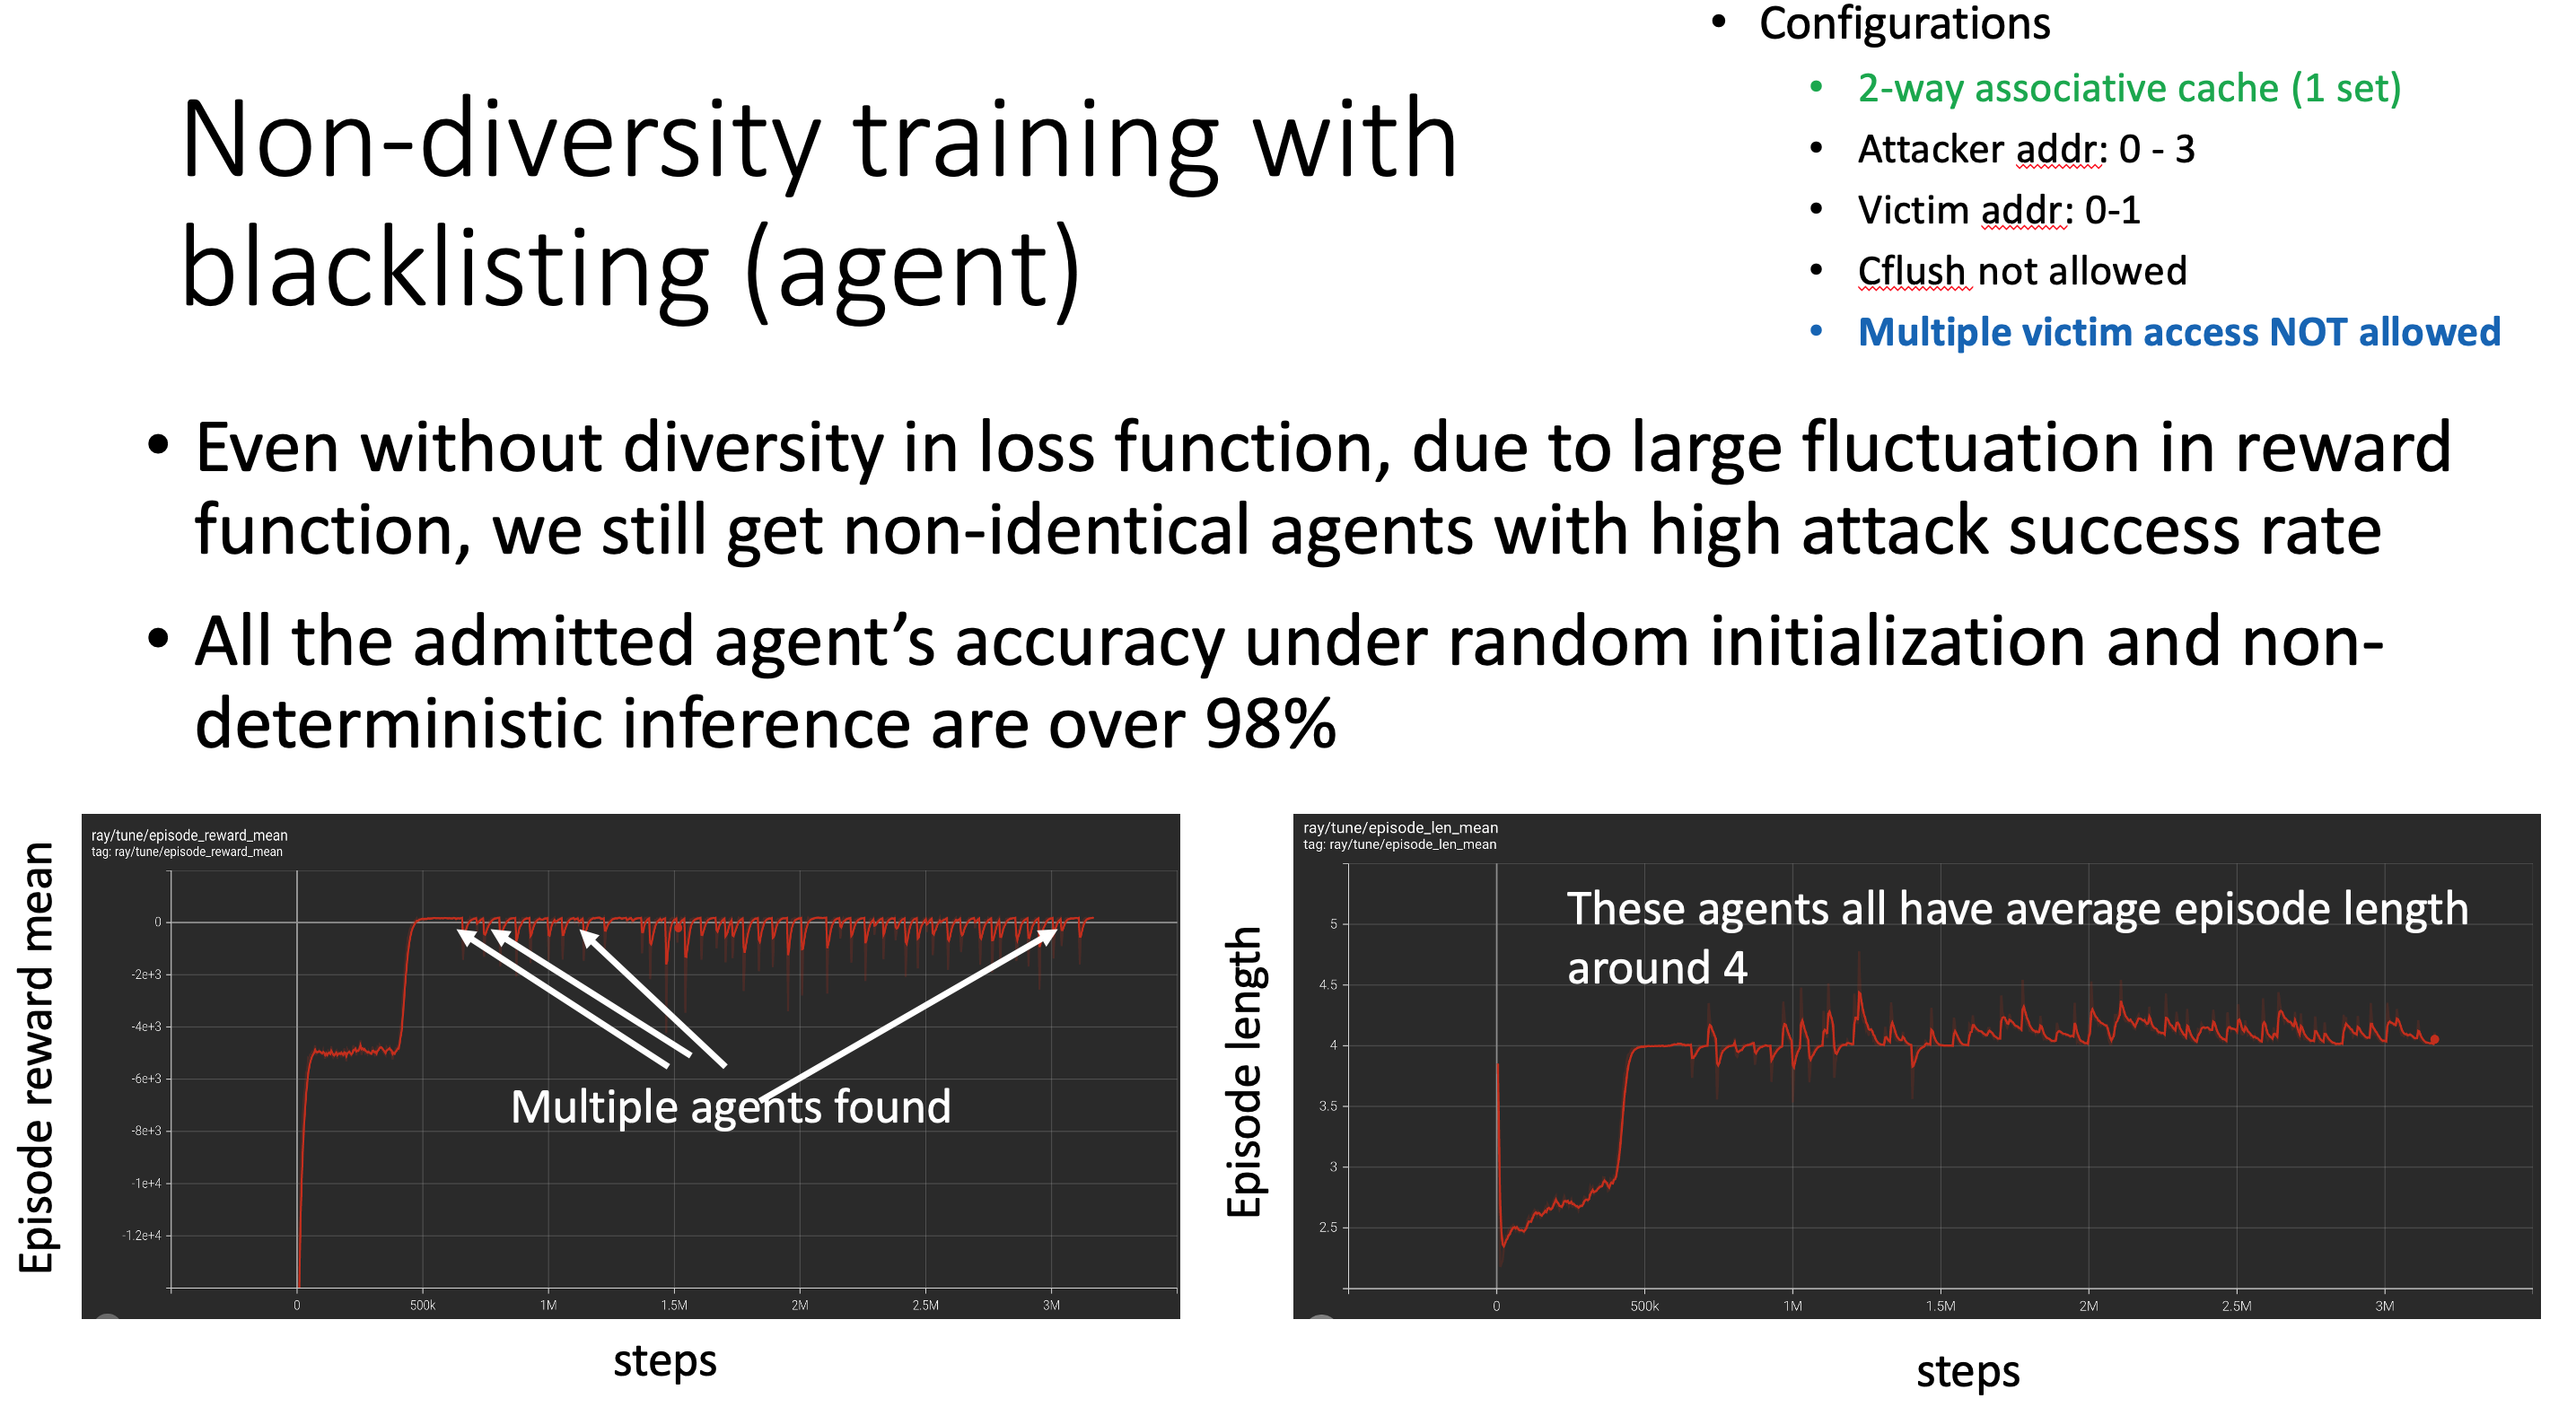 Non-diversity training with
blacklisting (agent)
• Configurations
• 2-way associative cache (1 set)
• Attacker addr: 0 - 3
• Victim addr: 0-1
• Cflush not allowed
• Multiple victim access NOT allowed
• Even without diversity in loss function, due to large fluctuation in reward
function, we still get non-identical agents with high attack success rate
• All the admitted agent’s accuracy under random initialization and non-
deterministic inference are over 98%
Episode reward mean
ray/tune/episode_reward_mean
tag: ray/tune/episode_reward_mean
0
-2e+3
-4e+3
-6e+3
-8e+3
-1e+4
-1.2e+4
Multiple agents found
0 500k 1M 1.5M 2M 2.5M 3M
steps
Episode length
ray/tune/episode_len_mean
tag: ray/tune/episode_len_mean
These agents all have average episode length
around 4
5
4.5
4
3.5
3
2.5
0 500k 1M 1.5M 2M 2.5M 3M
steps